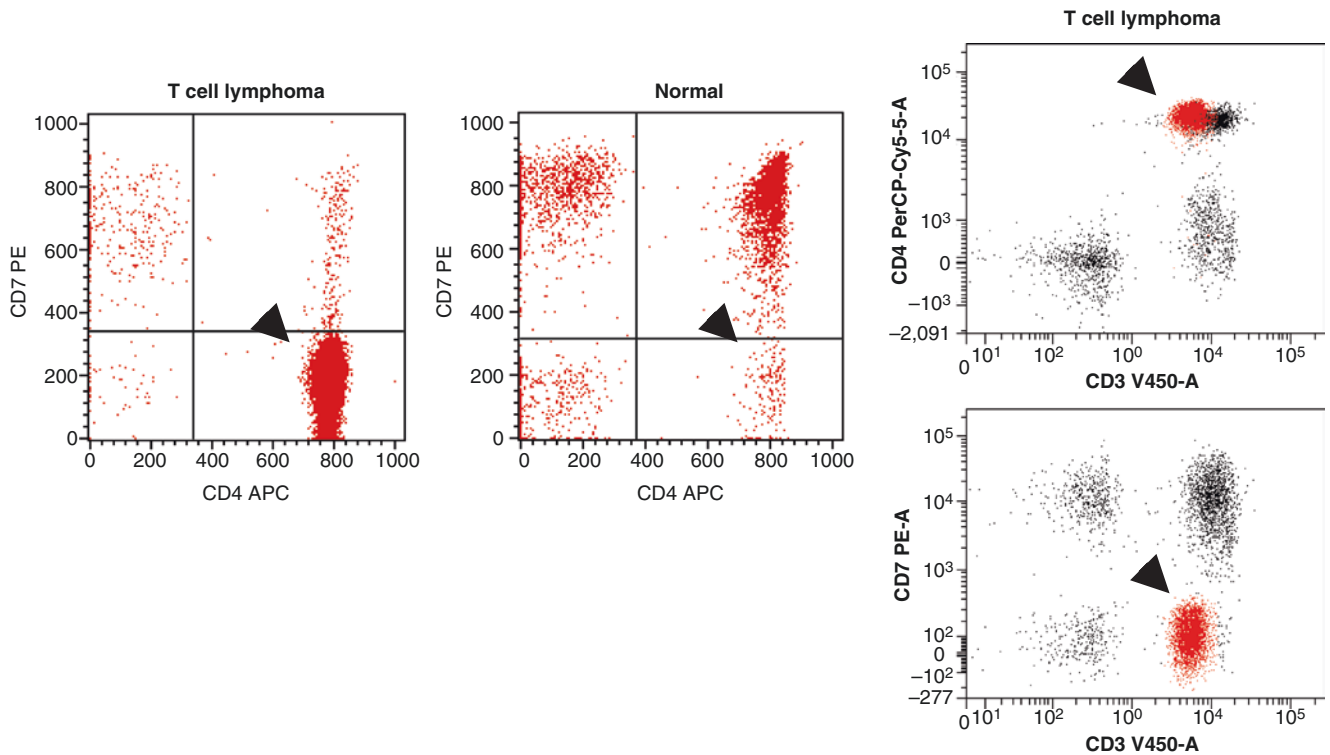 T cell lymphoma
1000
800
600
400
200
0
CD7 PE
0 200 400 600 800 1000
CD4 APC
Normal
1000
800
600
400
200
0
CD7 PE
0 200 400 600 800 1000
CD4 APC
T cell lymphoma
10⁵
10⁴
10³
0
−10³
−2,091
CD4 PerCP-Cy5-5-A
0 10¹ 10² 10⁰ 10⁴ 10⁵
CD3 V450-A
10⁵
10⁴
10³
10²
0
−10²
−277
CD7 PE-A
0 10¹ 10² 10⁰ 10⁴ 10⁵
CD3 V450-A